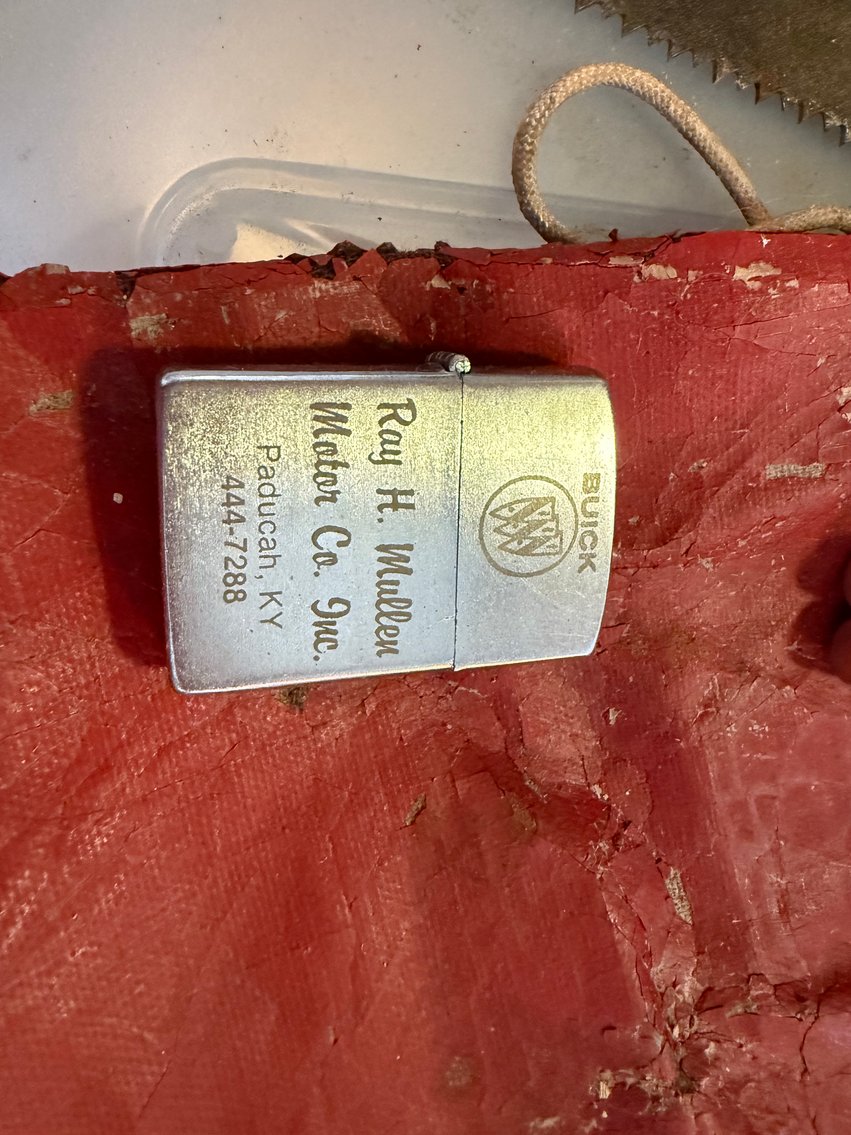 BUICK
Ray H. Mullen
Motor Co. Inc.
Paducah, KY
444-7288